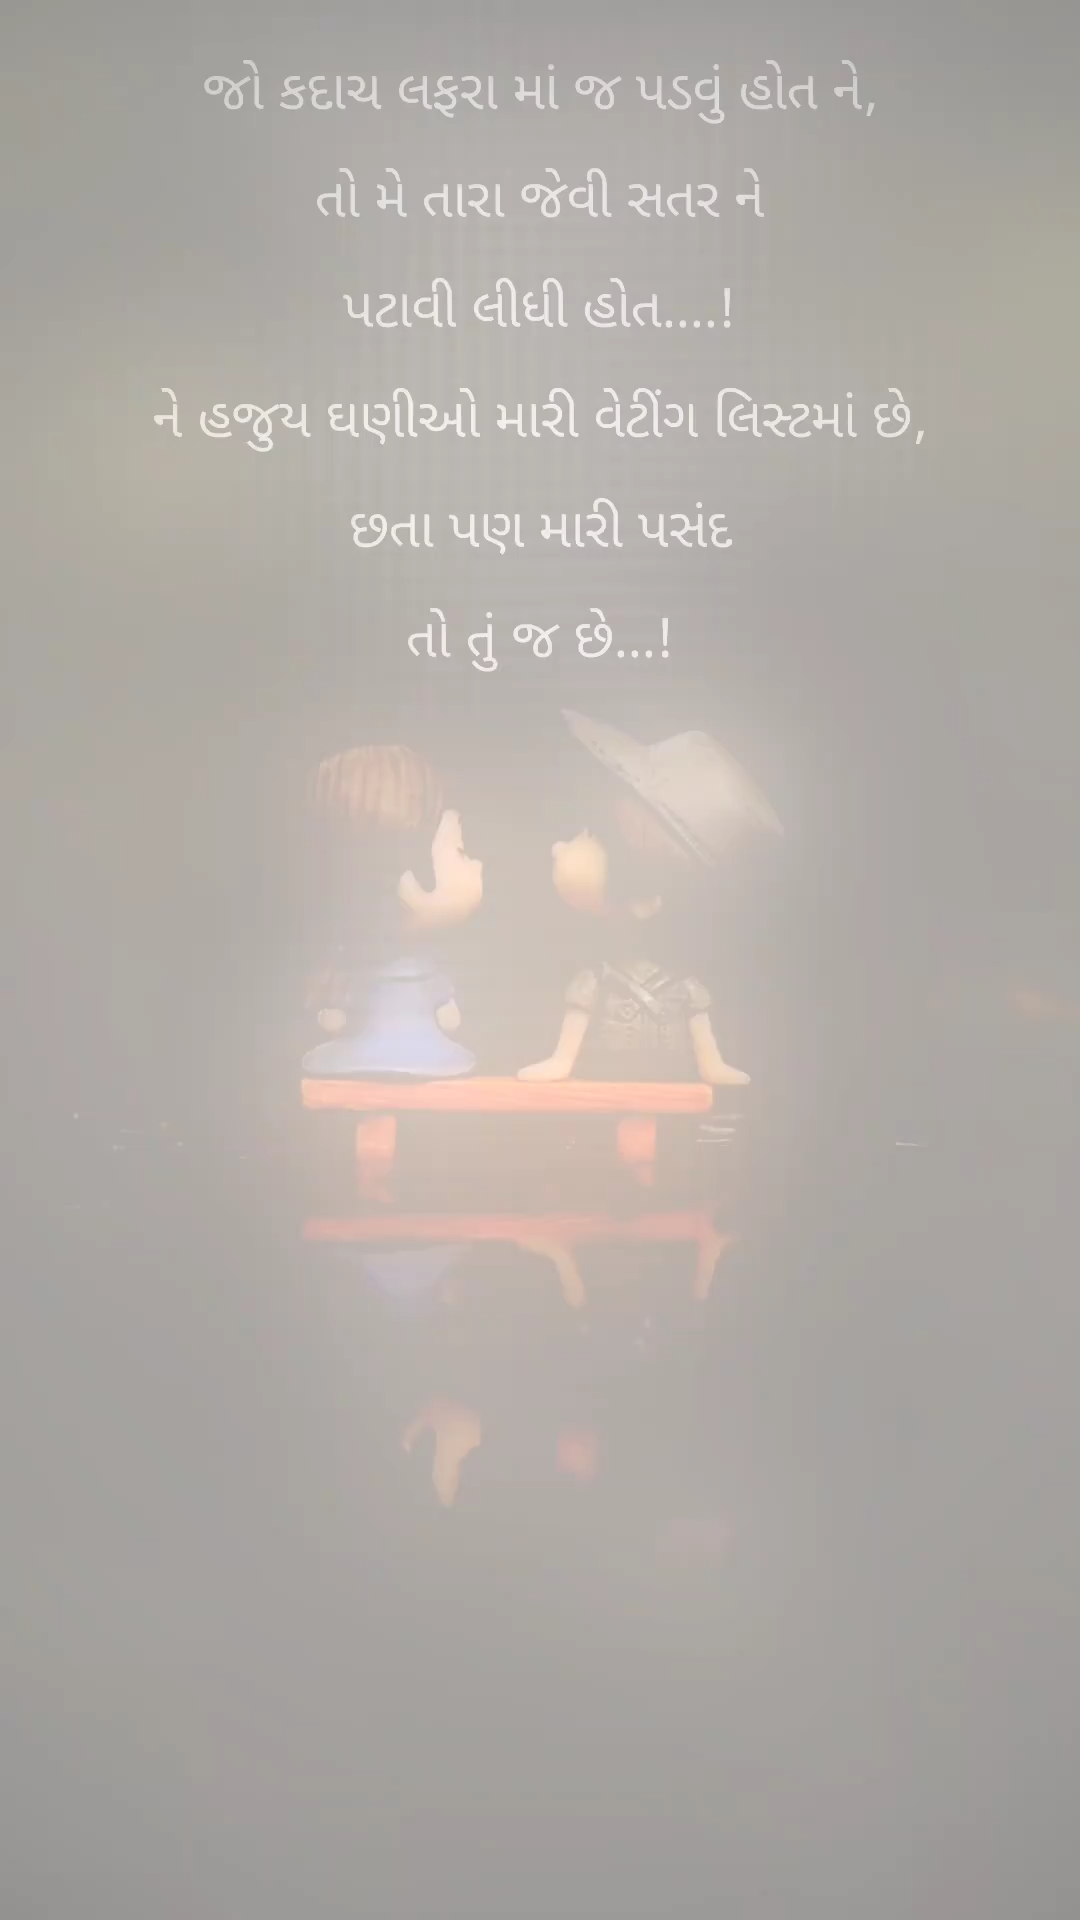 જો કદાચ લફરા માં જ પડવું હોત ને,
તો મે તારા જેવી સતર ને
પટાવી લીધી હોત....!
ને હજુય ઘણીઓ મારી વેટીંગ લિસ્ટમાં છે,
છતા પણ મારી પસંદ
તો તું જ છે...!